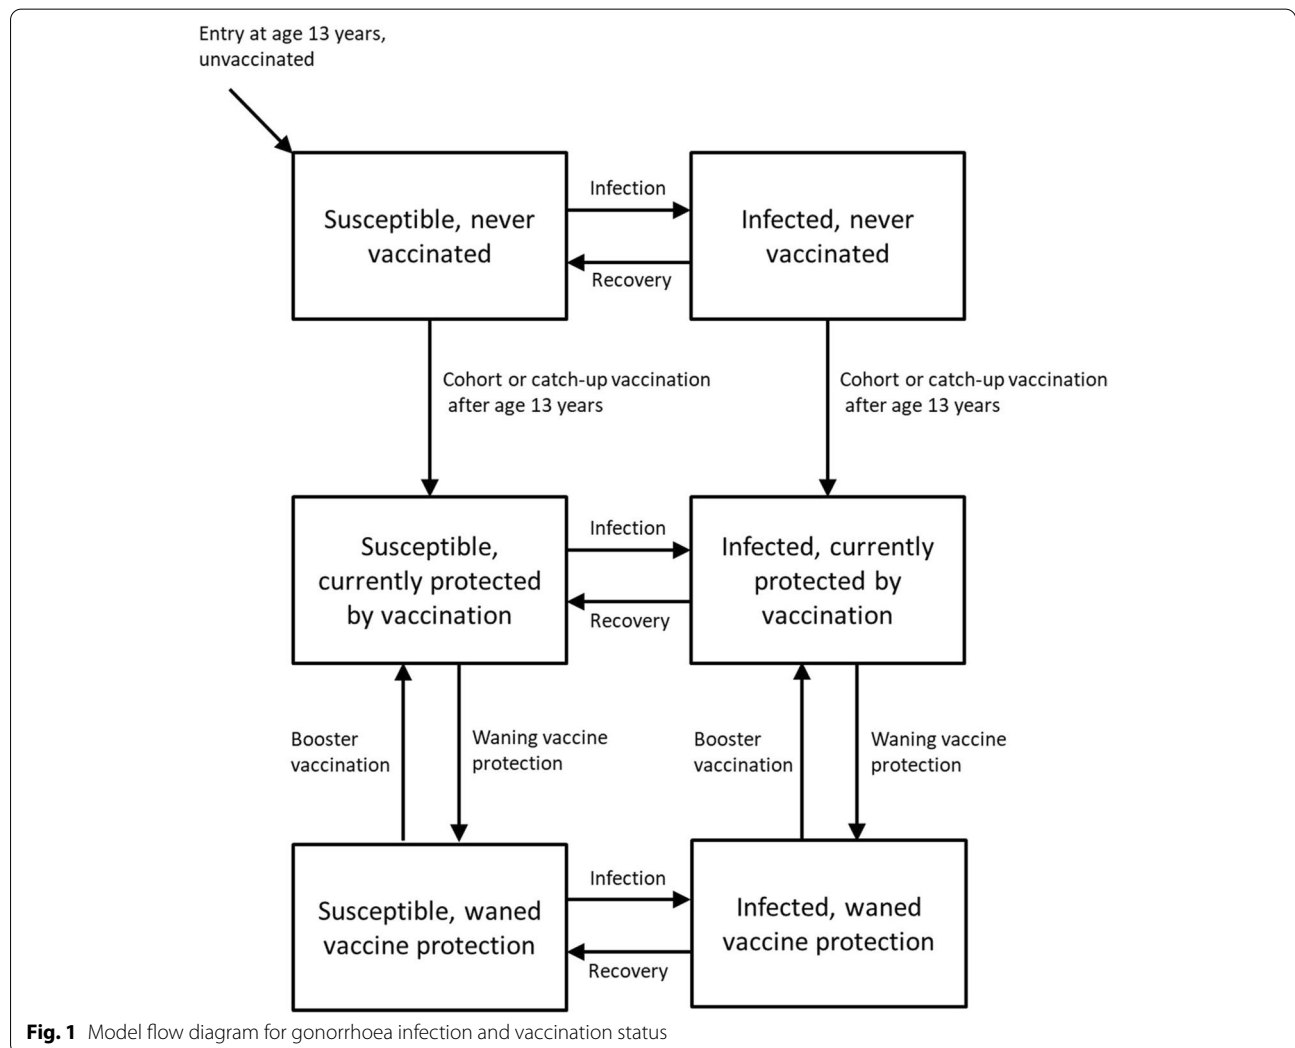 Entry at age 13 years,
unvaccinated
Susceptible, never
vaccinated
Infection
Recovery
Infected, never
vaccinated
Cohort or catch-up vaccination
after age 13 years
Cohort or catch-up vaccination
after age 13 years
Susceptible,
currently protected
by vaccination
Infection
Recovery
Infected, currently
protected by
vaccination
Booster
vaccination
Waning vaccine
protection
Booster
vaccination
Waning vaccine
protection
Susceptible, waned
vaccine protection
Infection
Recovery
Infected, waned
vaccine protection
Fig. 1 Model flow diagram for gonorrhoea infection and vaccination status